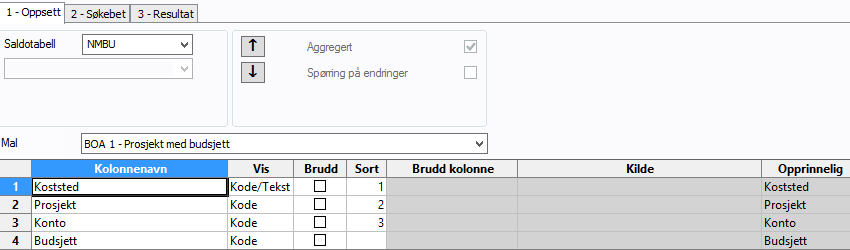 1 - Oppsett 2 - Søkebet 3 - Resultat
Saldotabell NMBU Aggregert
Spørring på endringer
Mal BOA 1 - Prosjekt med budsjett
Kolonnenavn Vis Brudd Sort Brudd kolonne Kilde Opprinnelig
1 Koststed Kode/Tekst 1 Koststed
2 Prosjekt Kode 2 Prosjekt
3 Konto Kode 3 Konto
4 Budsjett Kode Budsjett